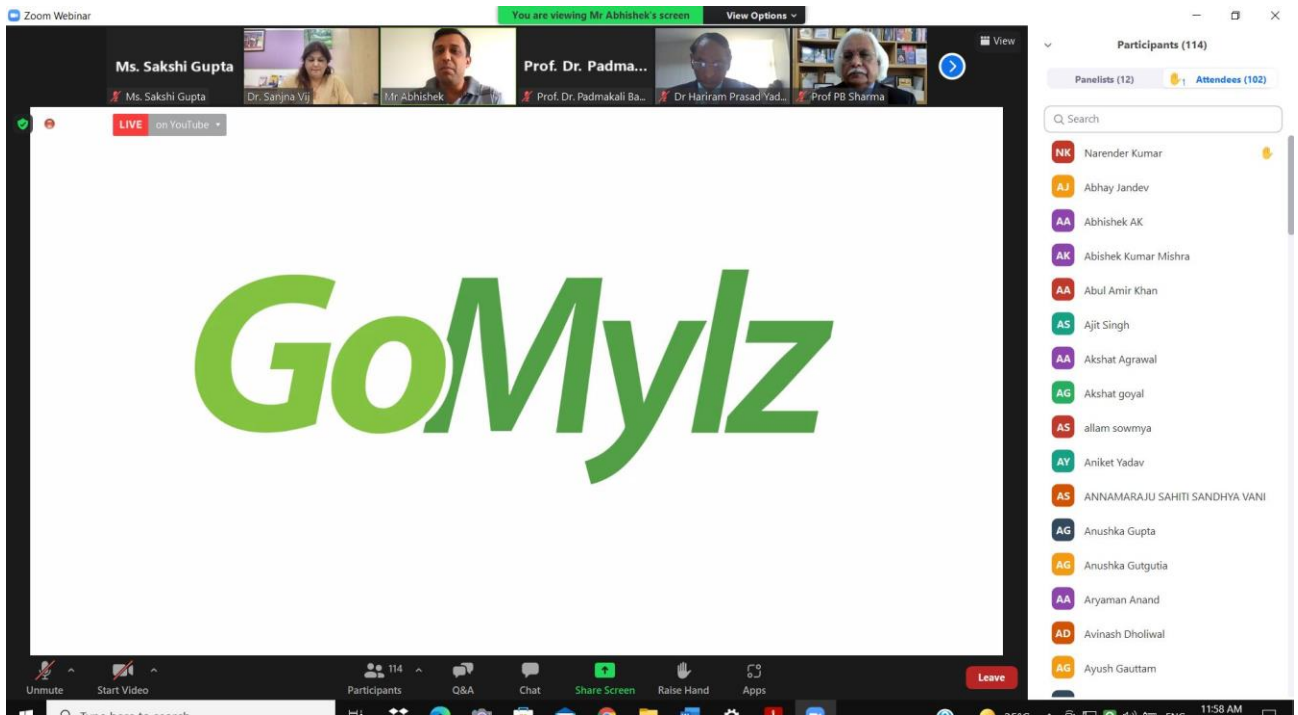 Zoom Webinar
You are viewing Mr Abhishek's screen View Options
Ms. Sakshi Gupta
Ms. Sakshi Gupta
Dr. Sanjna Vij
Mr Abhishek
Prof. Dr. Padma...
Prof. Dr. Padmakali Ba...
Dr Hariram Prasad Yad...
Prof PB Sharma
View
LIVE on YouTube
GoMylz
Participants (114)
Panelists (12) 1 Attendees (102)
Search
NK Narender Kumar
AJ Abhay Jandev
AA Abhishek AK
AK Abishek Kumar Mishra
AA Abul Amir Khan
AS Ajit Singh
AA Akshat Agrawal
AG Akshat goyal
AS allam sowmya
AY Aniket Yadav
AS ANNAMARAJU SAHITI SANDHYA VANI
AG Anushka Gupta
AG Anushka Gutgutia
AA Aryaman Anand
AD Avinash Dholiwal
AG Ayush Gauttam
Unmute Start Video 114 Participants Q&A Chat Share Screen Raise Hand Apps Leave
Type here to search
11:58 AM